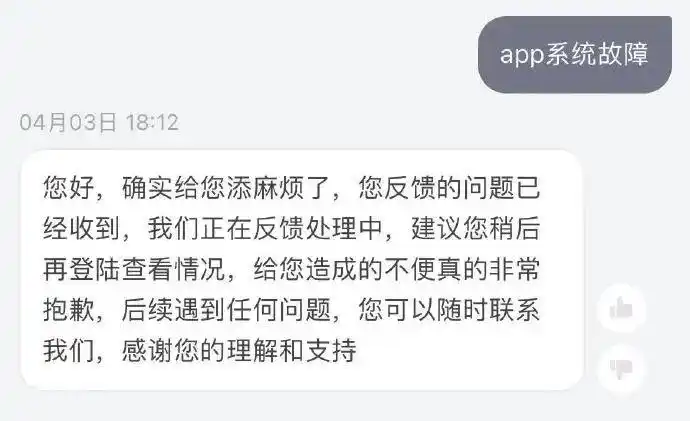 app系统故障
04月03日 18:12
您好，确实给您添麻烦了，您反馈的问题已
经收到，我们正在反馈处理中，建议您稍后
再登陆查看情况，给您造成的不便真的非常
抱歉，后续遇到任何问题，您可以随时联系
我们，感谢您的理解和支持